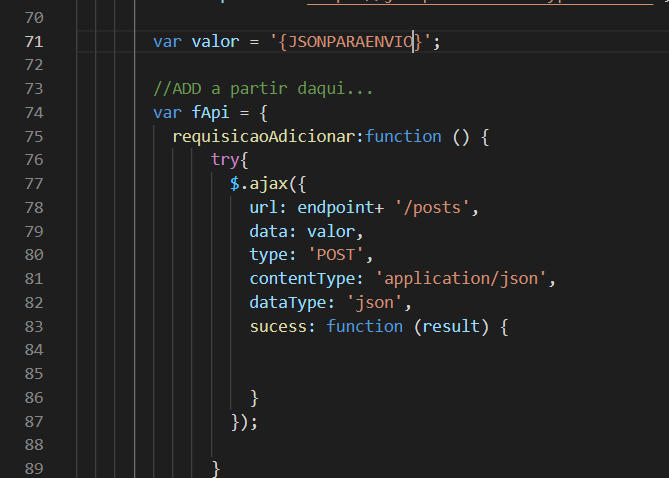 70
71 var valor = '{JSONPARAENVIO}';
72
73 //ADD a partir daqui...
74 var fApi = {
75 requisicaoAdicionar:function () {
76 try{
77 $.ajax({
78 url: endpoint+ '/posts',
79 data: valor,
80 type: 'POST',
81 contentType: 'application/json',
82 dataType: 'json',
83 sucess: function (result) {
84
85
86 }
87 });
88
89 }